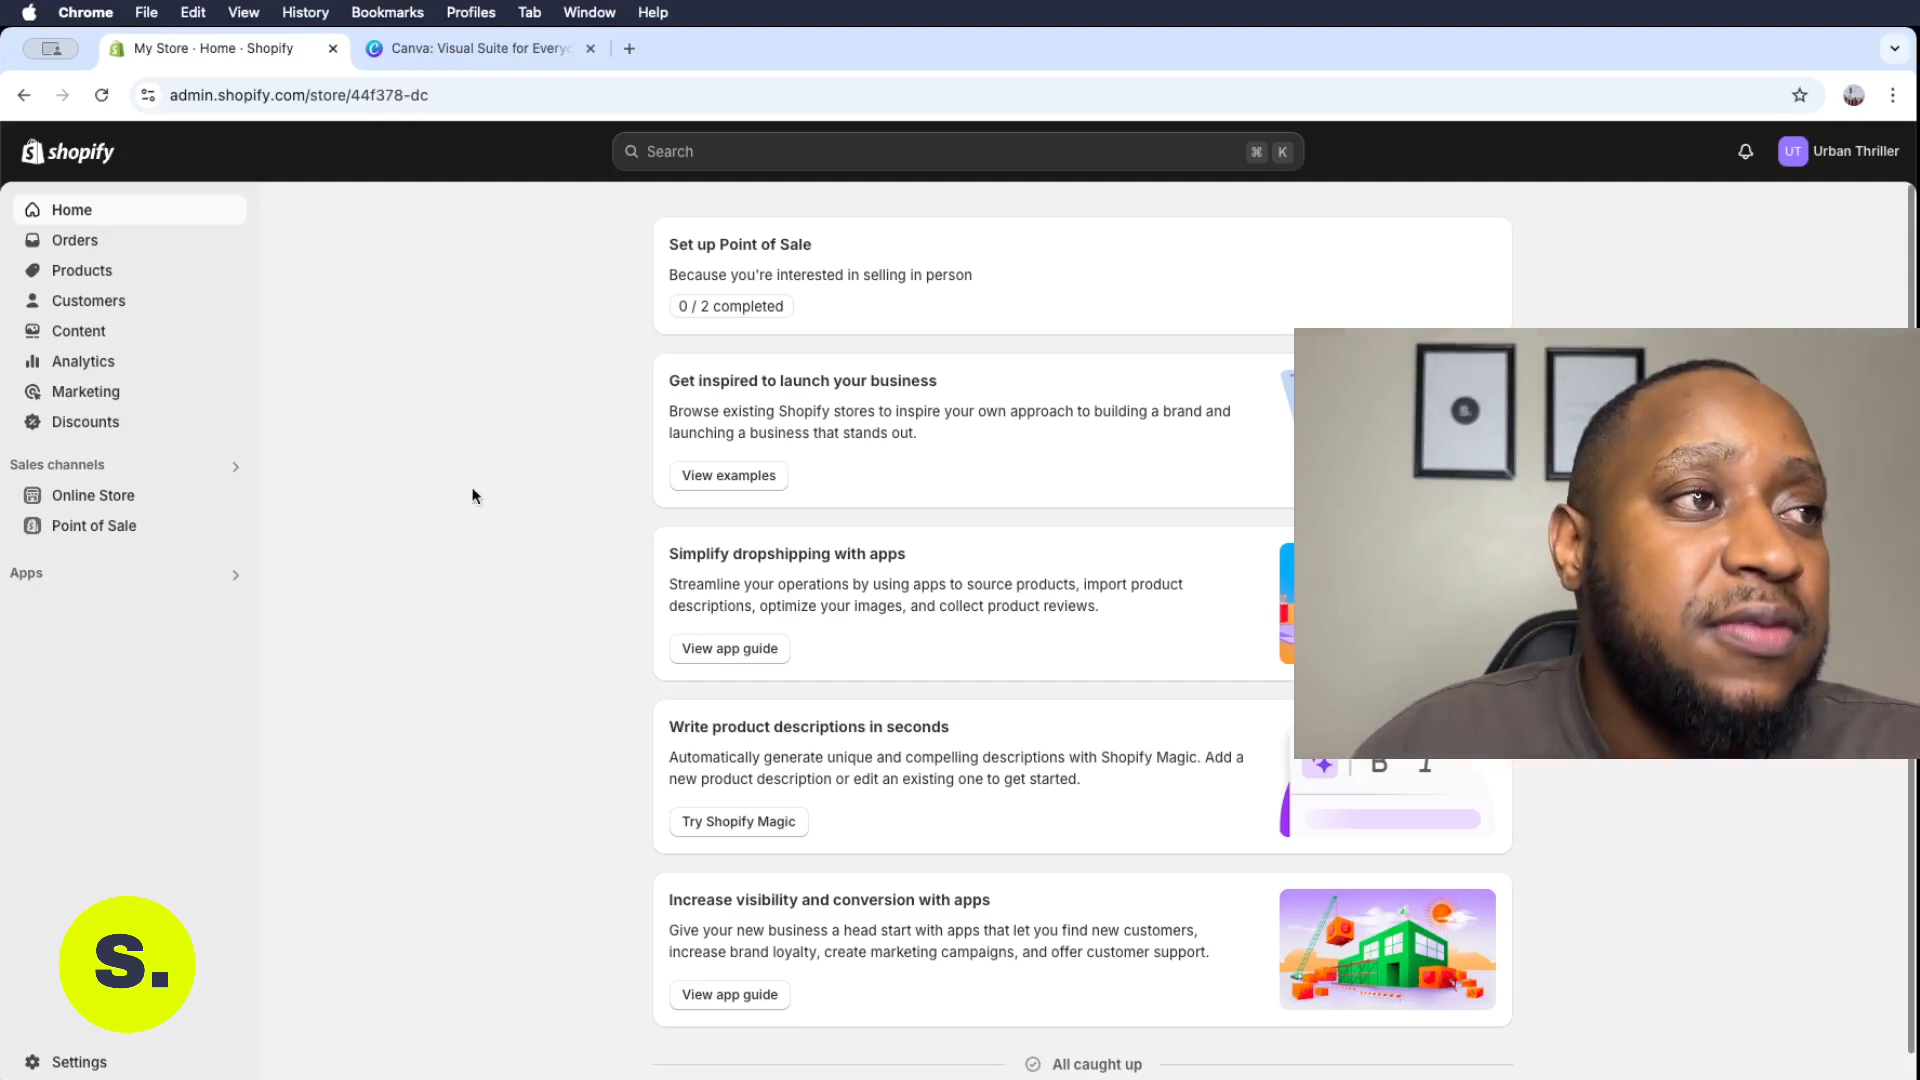 Chrome File Edit View History Bookmarks Profiles Tab Window Help
My Store · Home · Shopify
Canva: Visual Suite for Every
admin.shopify.com/store/44f378-dc
shopify
Search
⌘ K
UT Urban Thriller
Home
Orders
Products
Customers
Content
Analytics
Marketing
Discounts
Sales channels
Online Store
Point of Sale
Apps
Settings
Set up Point of Sale
Because you're interested in selling in person
0 / 2 completed
Get inspired to launch your business
Browse existing Shopify stores to inspire your own approach to building a brand and
launching a business that stands out.
View examples
Simplify dropshipping with apps
Streamline your operations by using apps to source products, import product
descriptions, optimize your images, and collect product reviews.
View app guide
Write product descriptions in seconds
Automatically generate unique and compelling descriptions with Shopify Magic. Add a
new product description or edit an existing one to get started.
Try Shopify Magic
B I
Increase visibility and conversion with apps
Give your new business a head start with apps that let you find new customers,
increase brand loyalty, create marketing campaigns, and offer customer support.
View app guide
All caught up
s.
s.